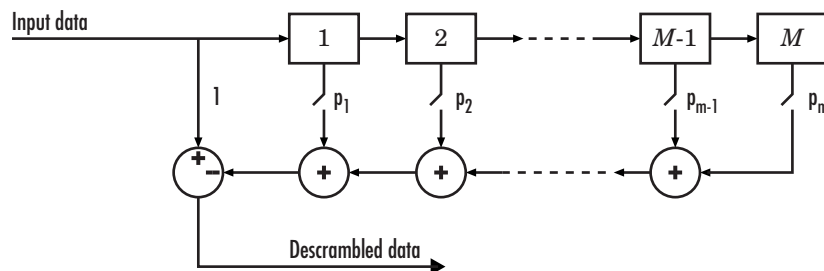 Input data
1 2 M-1 M
1 p1 p2 pm-1 pm
+ − + + +
Descrambled data